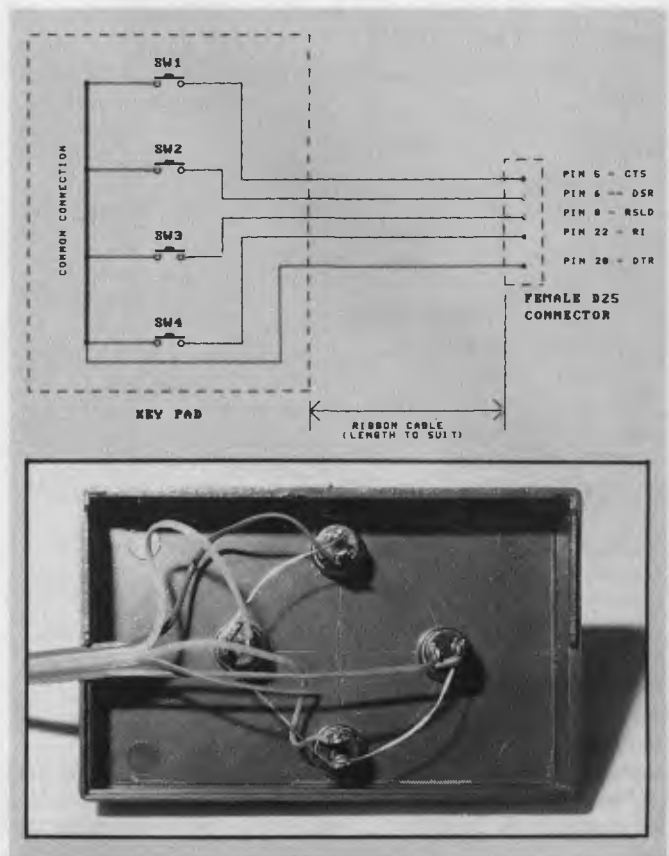 SW1
SW2
SW3
SW4
COMMON CONNECTION
PIN 5 - CTS
PIN 6 - DSR
PIN 8 - RSLD
PIN 22 - RI
PIN 20 - DTR
FEMALE D25
CONNECTOR
KEY PAD
RIBBON CABLE
(LENGTH TO SUIT)